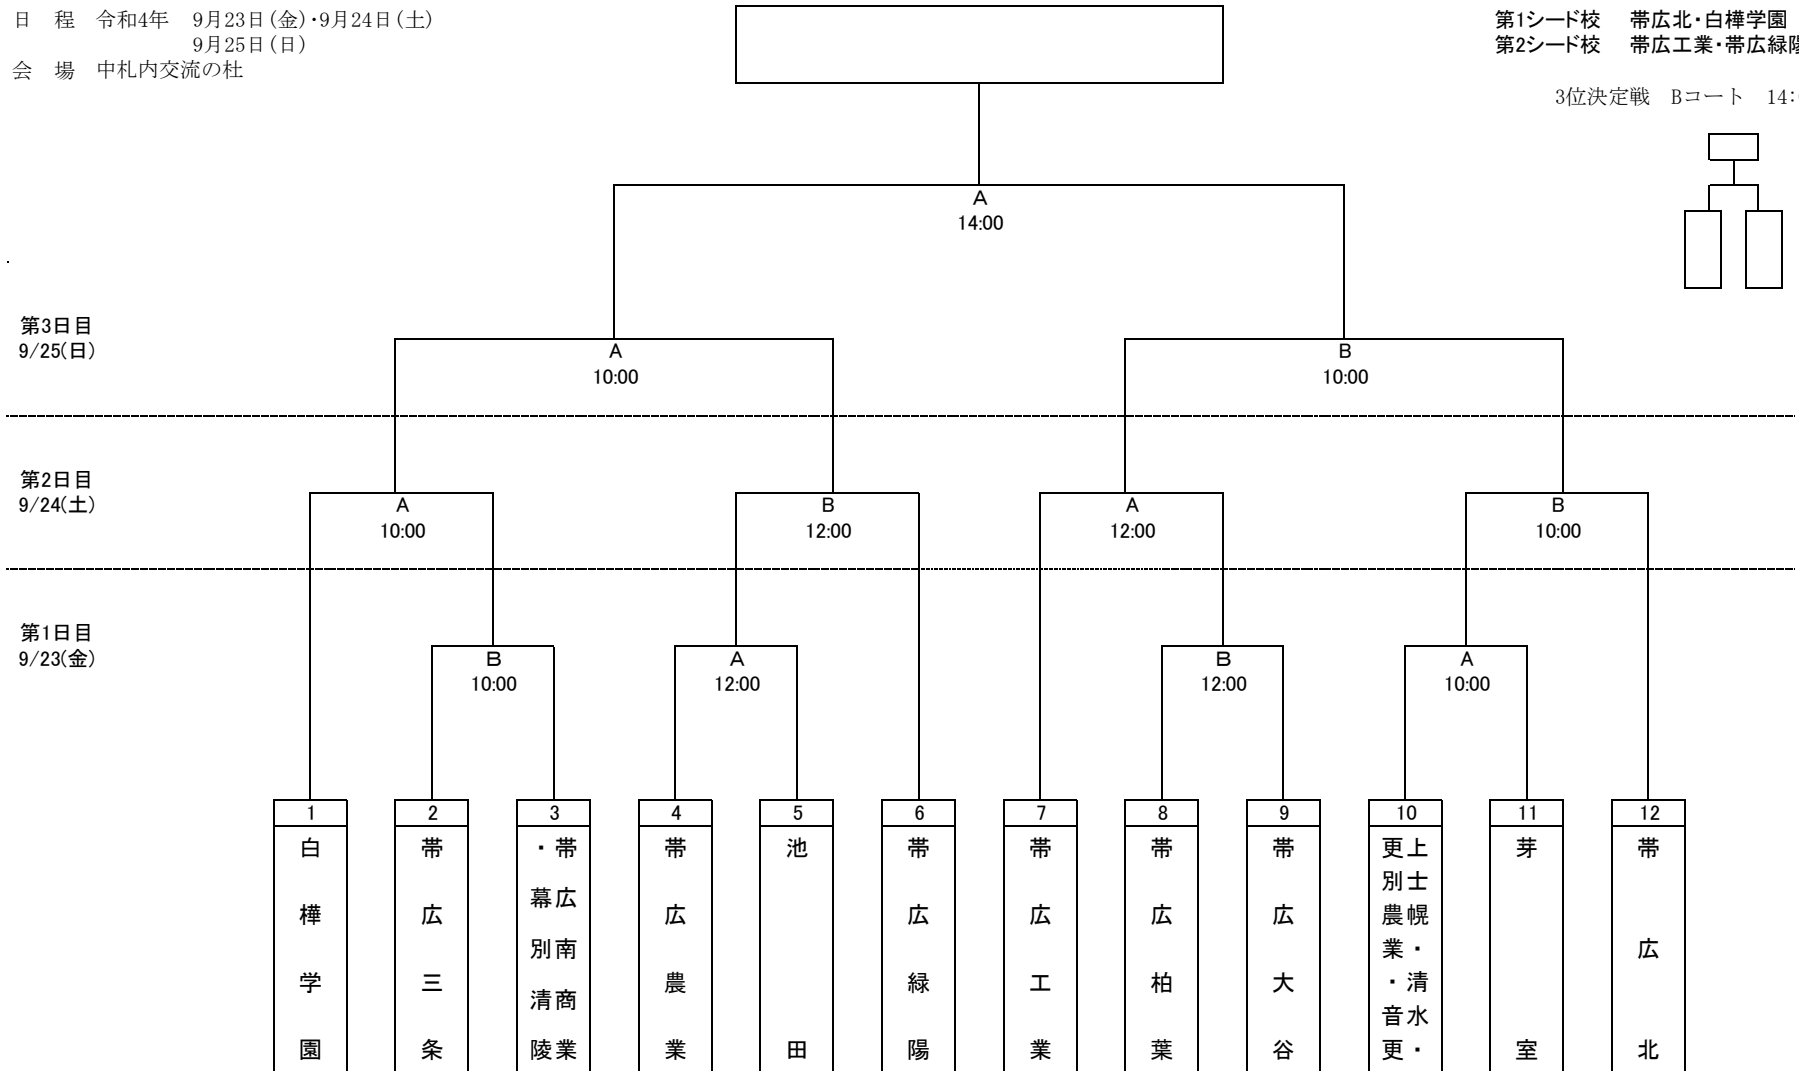 日　程　令和4年　9月23日(金)・9月24日(土)
9月25日(日)
会　場　中札内交流の杜
第1シード校　帯広北・白樺学園
第2シード校　帯広工業・帯広緑陽
3位決定戦　Bコート　14:
A
14:00
第3日目
9/25(日)
A
10:00
B
10:00
第2日目
9/24(土)
A
10:00
B
12:00
A
12:00
B
10:00
第1日目
9/23(金)
B
10:00
A
12:00
B
12:00
A
10:00
1
白樺学園
2
帯広三条
3
帯広南商業
・幕別清陵
4
帯広農業
5
池田
6
帯広緑陽
7
帯広工業
8
帯広柏葉
9
帯広大谷
10
上士幌・清水・
更別農業・音更
11
芽室
12
帯広北